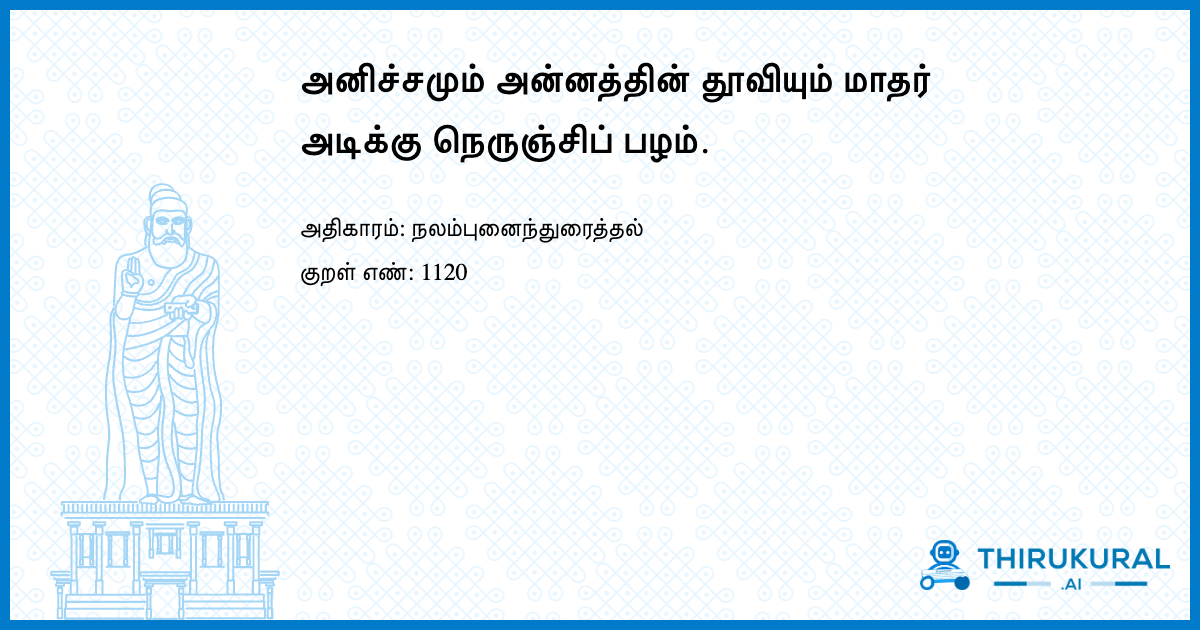 அனிச்சமும் அன்னத்தின் தூவியும் மாதர்
அடிக்கு நெருஞ்சிப் பழம்.
அதிகாரம்: நலம்புனைந்துரைத்தல்
குறள் எண்: 1120
THIRUKURAL
.AI